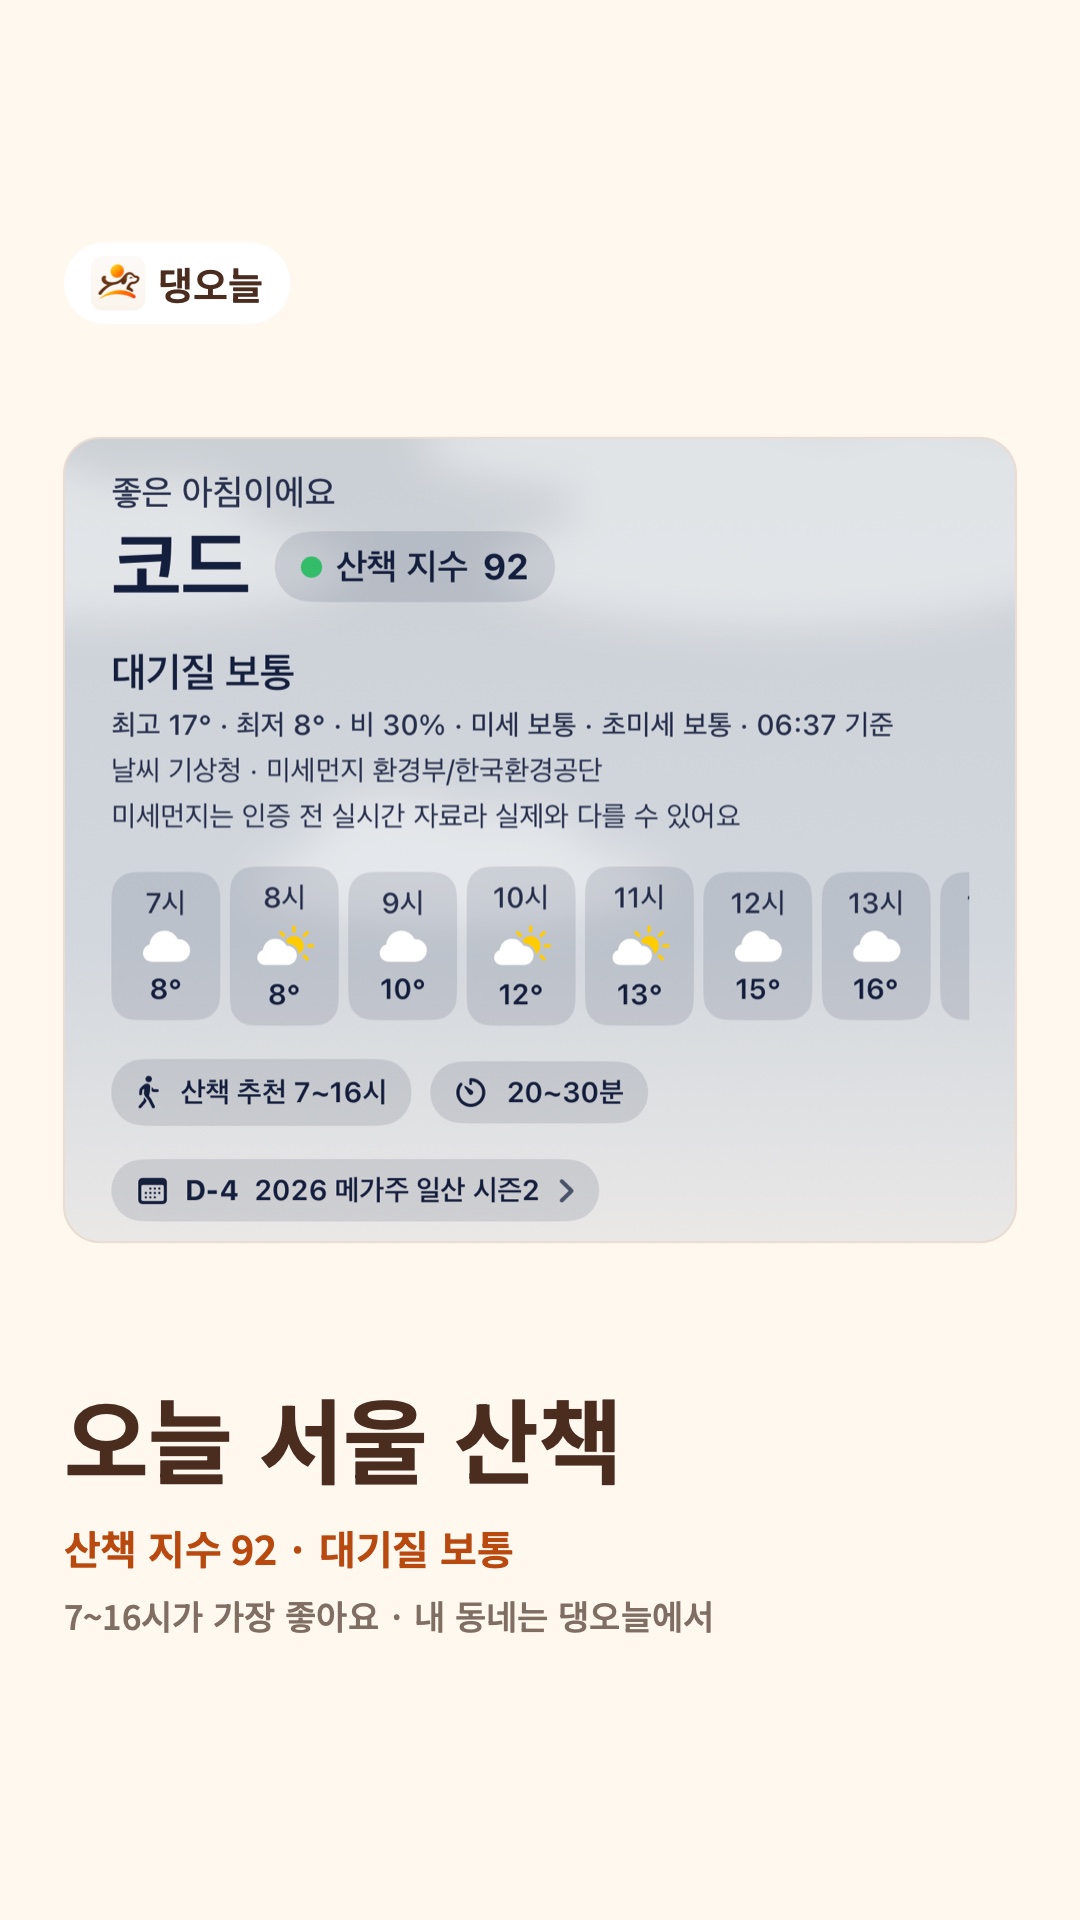 댕오늘
좋은 아침이에요
코드
산책 지수 92
대기질 보통
최고 17° · 최저 8° · 비 30% · 미세 보통 · 초미세 보통 · 06:37 기준
날씨 기상청 · 미세먼지 환경부/한국환경공단
미세먼지는 인증 전 실시간 자료라 실제와 다를 수 있어요
7시 8시 9시 10시 11시 12시 13시
8° 8° 10° 12° 13° 15° 16°
산책 추천 7~16시 20~30분
D-4 2026 메가주 일산 시즌2
오늘 서울 산책
산책 지수 92 · 대기질 보통
7~16시가 가장 좋아요 · 내 동네는 댕오늘에서